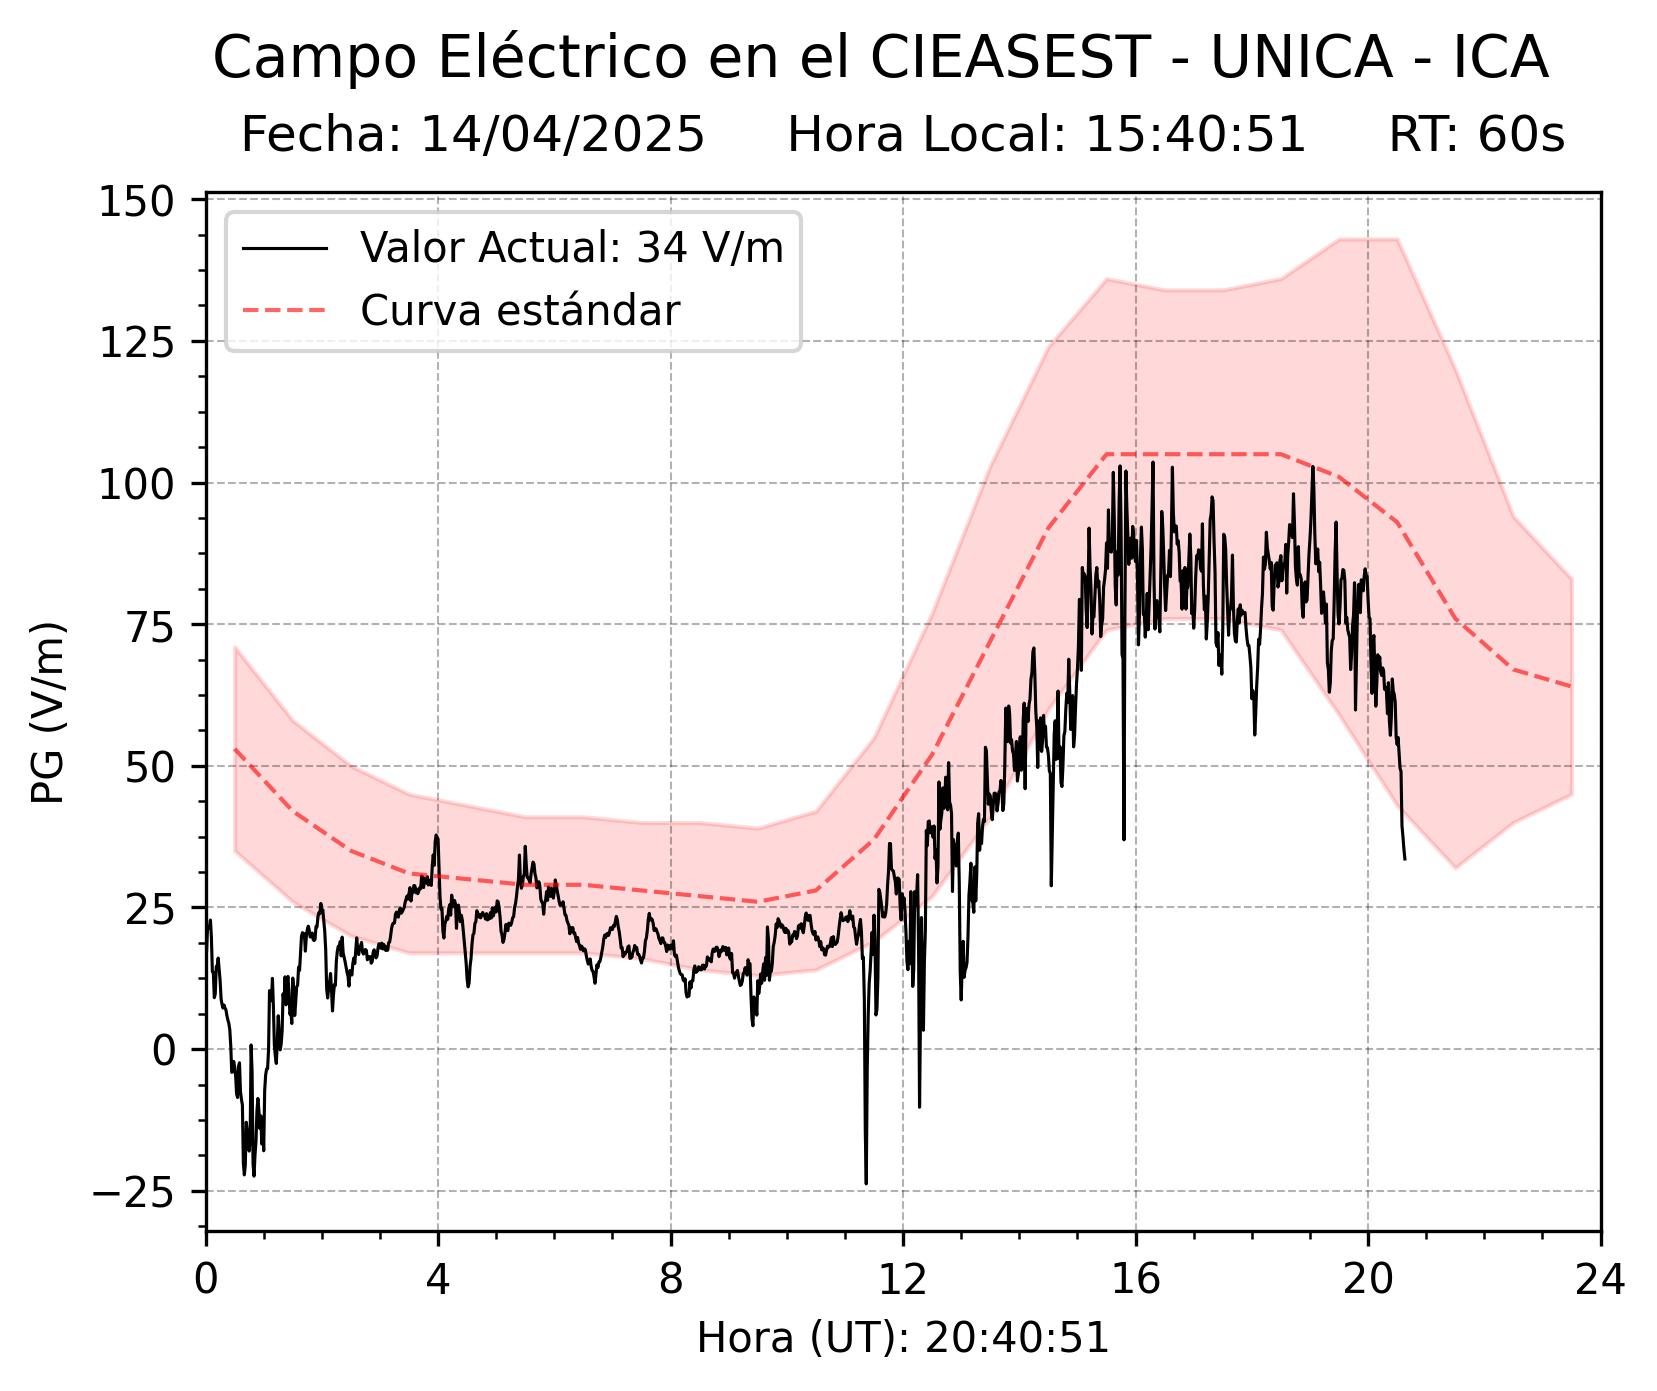 Campo Eléctrico en el CIEASEST - UNICA - ICA
Fecha: 14/04/2025 Hora Local: 15:40:51 RT: 60s
Valor Actual: 34 V/m
Curva estándar
150
125
100
75
50
25
0
−25
PG (V/m)
0 4 8 12 16 20 24
Hora (UT): 20:40:51